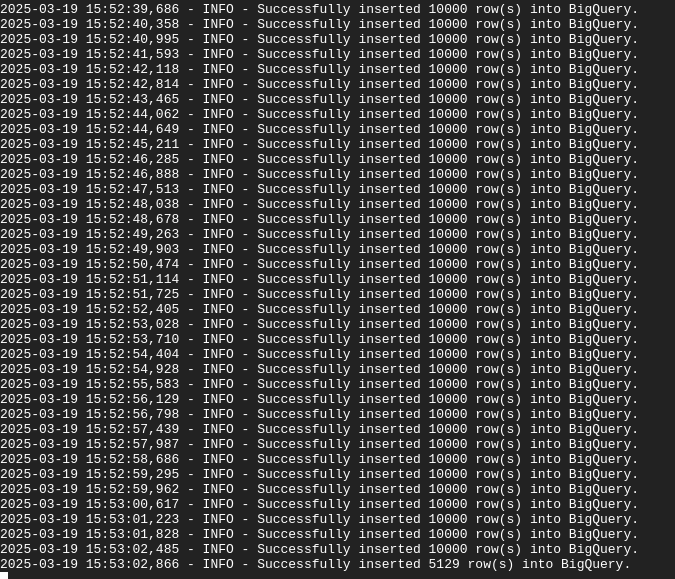 2025-03-19 15:52:39,686 - INFO - Successfully inserted 10000 row(s) into BigQuery.
2025-03-19 15:52:40,358 - INFO - Successfully inserted 10000 row(s) into BigQuery.
2025-03-19 15:52:40,995 - INFO - Successfully inserted 10000 row(s) into BigQuery.
2025-03-19 15:52:41,593 - INFO - Successfully inserted 10000 row(s) into BigQuery.
2025-03-19 15:52:42,118 - INFO - Successfully inserted 10000 row(s) into BigQuery.
2025-03-19 15:52:42,814 - INFO - Successfully inserted 10000 row(s) into BigQuery.
2025-03-19 15:52:43,465 - INFO - Successfully inserted 10000 row(s) into BigQuery.
2025-03-19 15:52:44,062 - INFO - Successfully inserted 10000 row(s) into BigQuery.
2025-03-19 15:52:44,649 - INFO - Successfully inserted 10000 row(s) into BigQuery.
2025-03-19 15:52:45,211 - INFO - Successfully inserted 10000 row(s) into BigQuery.
2025-03-19 15:52:46,285 - INFO - Successfully inserted 10000 row(s) into BigQuery.
2025-03-19 15:52:46,888 - INFO - Successfully inserted 10000 row(s) into BigQuery.
2025-03-19 15:52:47,513 - INFO - Successfully inserted 10000 row(s) into BigQuery.
2025-03-19 15:52:48,038 - INFO - Successfully inserted 10000 row(s) into BigQuery.
2025-03-19 15:52:48,678 - INFO - Successfully inserted 10000 row(s) into BigQuery.
2025-03-19 15:52:49,263 - INFO - Successfully inserted 10000 row(s) into BigQuery.
2025-03-19 15:52:49,903 - INFO - Successfully inserted 10000 row(s) into BigQuery.
2025-03-19 15:52:50,474 - INFO - Successfully inserted 10000 row(s) into BigQuery.
2025-03-19 15:52:51,114 - INFO - Successfully inserted 10000 row(s) into BigQuery.
2025-03-19 15:52:51,725 - INFO - Successfully inserted 10000 row(s) into BigQuery.
2025-03-19 15:52:52,405 - INFO - Successfully inserted 10000 row(s) into BigQuery.
2025-03-19 15:52:53,028 - INFO - Successfully inserted 10000 row(s) into BigQuery.
2025-03-19 15:52:53,710 - INFO - Successfully inserted 10000 row(s) into BigQuery.
2025-03-19 15:52:54,404 - INFO - Successfully inserted 10000 row(s) into BigQuery.
2025-03-19 15:52:54,928 - INFO - Successfully inserted 10000 row(s) into BigQuery.
2025-03-19 15:52:55,583 - INFO - Successfully inserted 10000 row(s) into BigQuery.
2025-03-19 15:52:56,129 - INFO - Successfully inserted 10000 row(s) into BigQuery.
2025-03-19 15:52:56,798 - INFO - Successfully inserted 10000 row(s) into BigQuery.
2025-03-19 15:52:57,439 - INFO - Successfully inserted 10000 row(s) into BigQuery.
2025-03-19 15:52:57,987 - INFO - Successfully inserted 10000 row(s) into BigQuery.
2025-03-19 15:52:58,686 - INFO - Successfully inserted 10000 row(s) into BigQuery.
2025-03-19 15:52:59,295 - INFO - Successfully inserted 10000 row(s) into BigQuery.
2025-03-19 15:52:59,962 - INFO - Successfully inserted 10000 row(s) into BigQuery.
2025-03-19 15:53:00,617 - INFO - Successfully inserted 10000 row(s) into BigQuery.
2025-03-19 15:53:01,223 - INFO - Successfully inserted 10000 row(s) into BigQuery.
2025-03-19 15:53:01,828 - INFO - Successfully inserted 10000 row(s) into BigQuery.
2025-03-19 15:53:02,485 - INFO - Successfully inserted 10000 row(s) into BigQuery.
2025-03-19 15:53:02,866 - INFO - Successfully inserted 5129 row(s) into BigQuery.